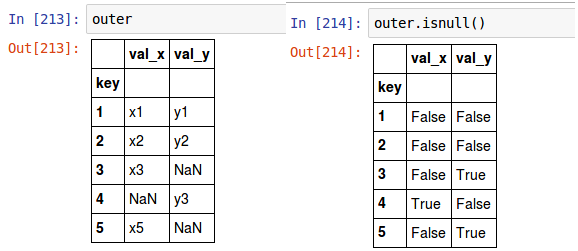 In [213]: outer
Out[213]:
val_x val_y
key
1 x1 y1
2 x2 y2
3 x3 NaN
4 NaN y3
5 x5 NaN
In [214]: outer.isnull()
Out[214]:
val_x val_y
key
1 False False
2 False False
3 False True
4 True False
5 False True